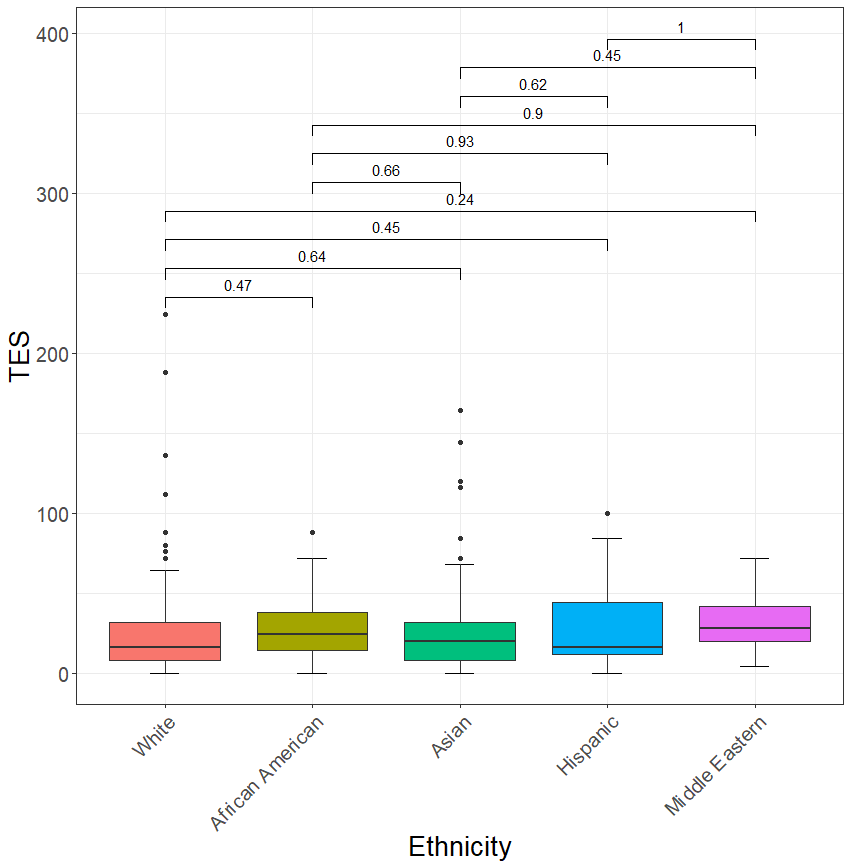 400
1
0.45
0.62
0.9
0.93
0.66
300
0.24
0.45
0.64
0.47
TES
200
100
0
White
African American
Asian
Hispanic
Middle Eastern
Ethnicity